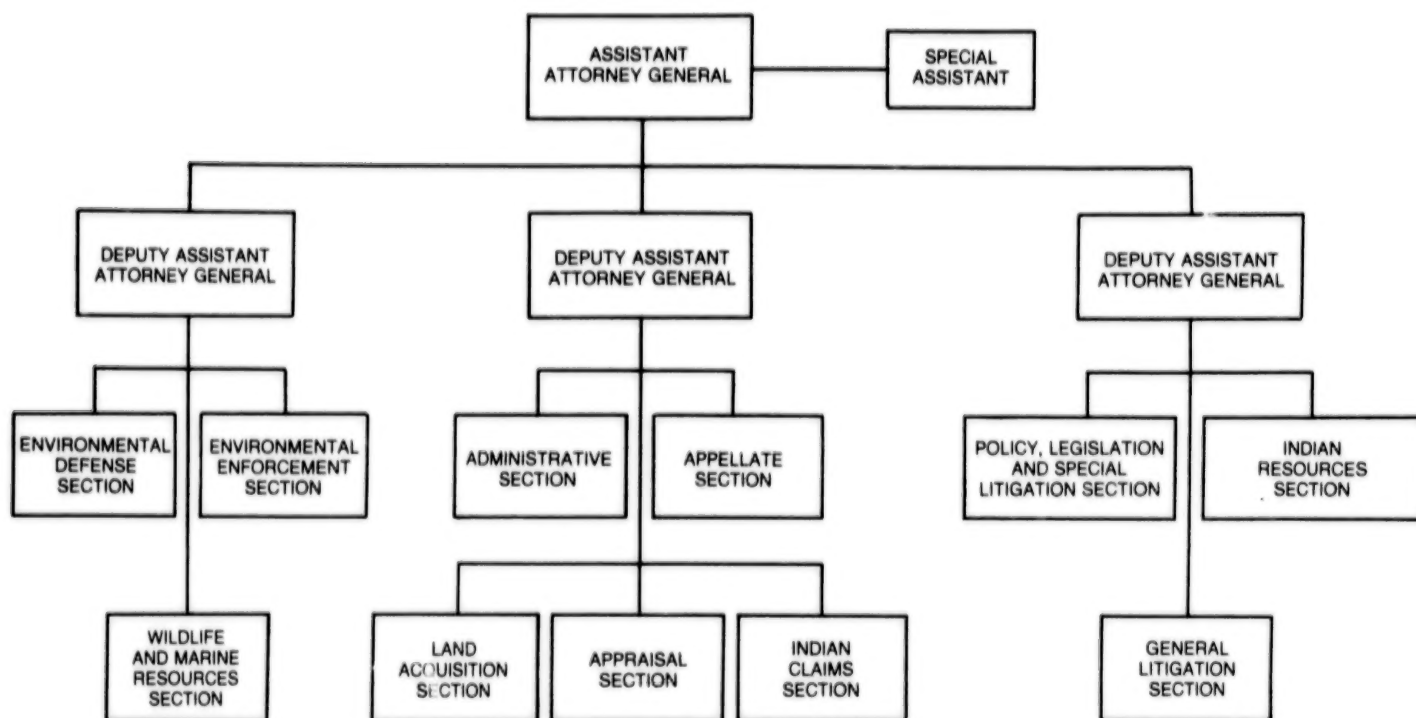 ASSISTANT
ATTORNEY GENERAL
SPECIAL
ASSISTANT
DEPUTY ASSISTANT
ATTORNEY GENERAL
DEPUTY ASSISTANT
ATTORNEY GENERAL
DEPUTY ASSISTANT
ATTORNEY GENERAL
ENVIRONMENTAL
DEFENSE
SECTION
ENVIRONMENTAL
ENFORCEMENT
SECTION
ADMINISTRATIVE
SECTION
APPELLATE
SECTION
POLICY, LEGISLATION
AND SPECIAL
LITIGATION SECTION
INDIAN
RESOURCES
SECTION
WILDLIFE
AND MARINE
RESOURCES
SECTION
LAND
ACQUISITION
SECTION
APPRAISAL
SECTION
INDIAN
CLAIMS
SECTION
GENERAL
LITIGATION
SECTION